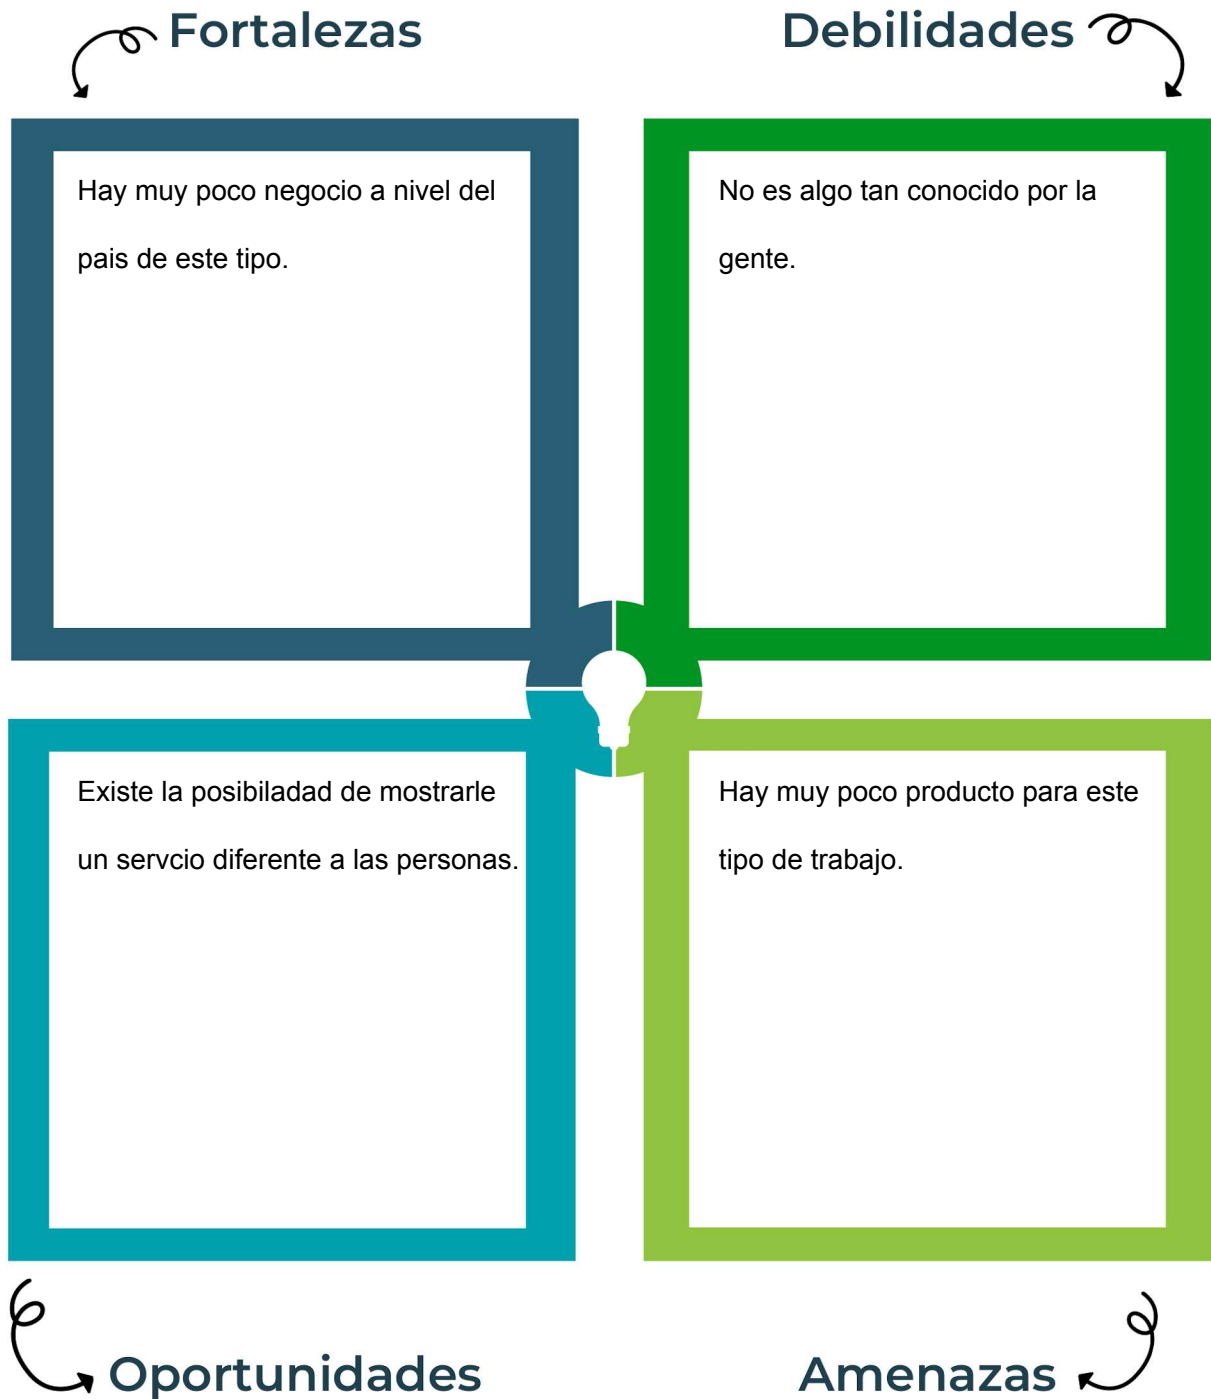 Fortalezas
Hay muy poco negocio a nivel del
pais de este tipo.
Debilidades
No es algo tan conocido por la
gente.
Existe la posibiladad de mostrarle
un servcio diferente a las personas.
Oportunidades
Hay muy poco producto para este
tipo de trabajo.
Amenazas